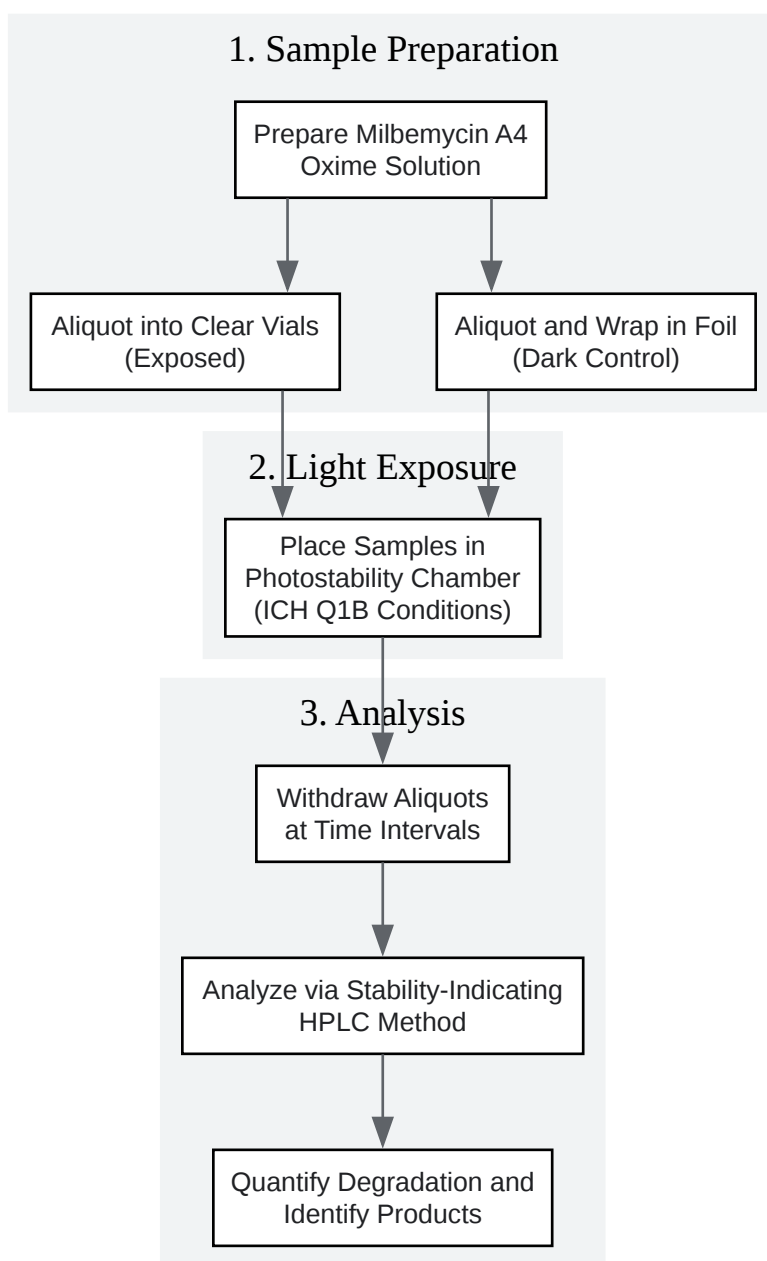 1. Sample Preparation
Prepare Milbemycin A4
Oxime Solution
Aliquot into Clear Vials
(Exposed)
Aliquot and Wrap in Foil
(Dark Control)
2. Light Exposure
Place Samples in
Photostability Chamber
(ICH Q1B Conditions)
3. Analysis
Withdraw Aliquots
at Time Intervals
Analyze via Stability-Indicating
HPLC Method
Quantify Degradation and
Identify Products